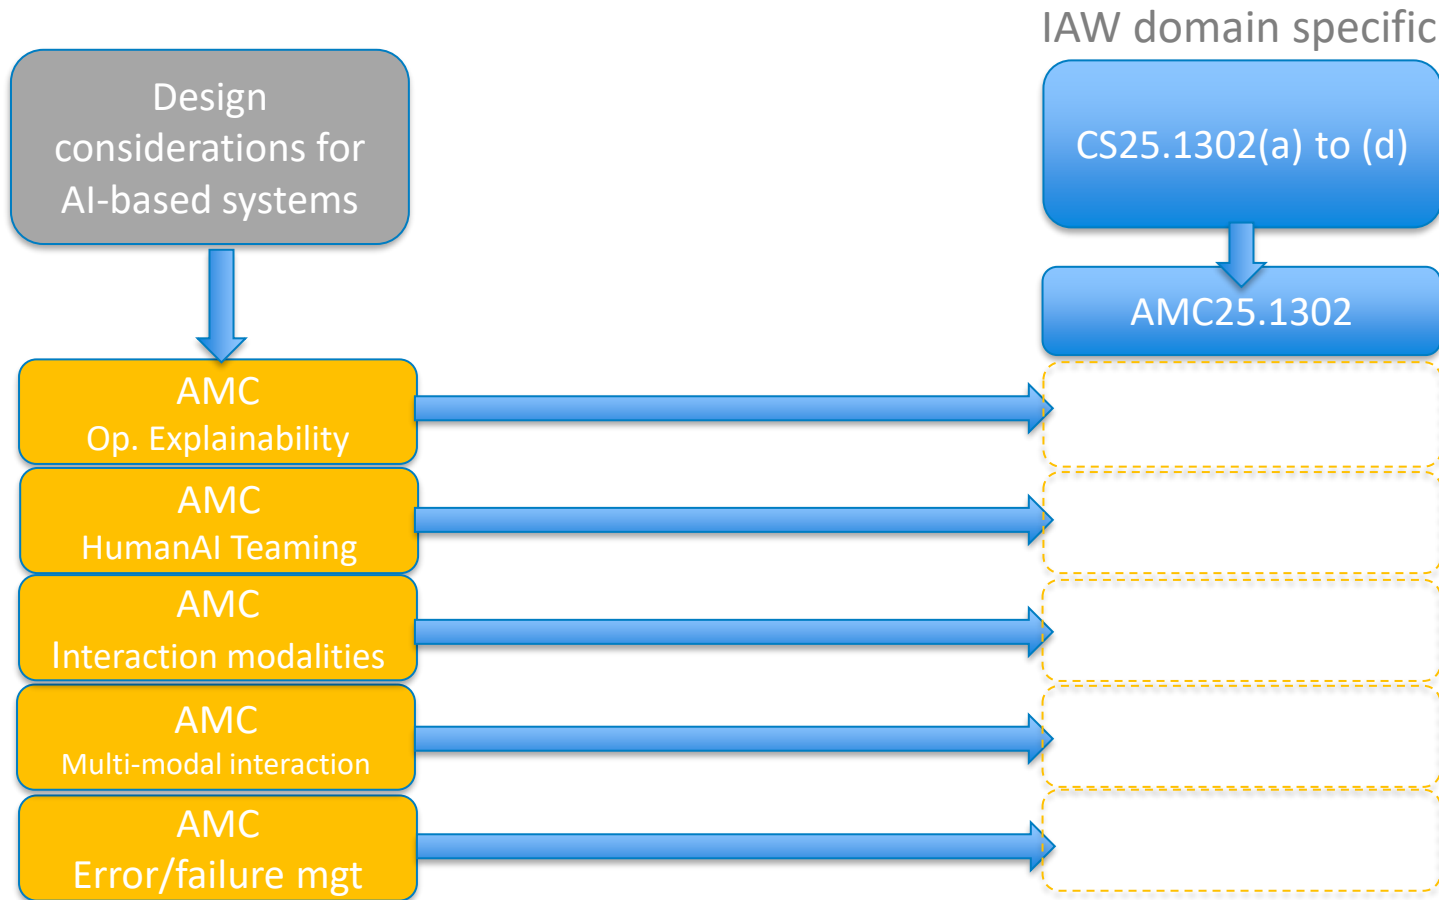 IAW domain specific
Design
considerations for
AI-based systems
CS25.1302(a) to (d)
AMC25.1302
AMC
Op. Explainability
AMC
HumanAI Teaming
AMC
Interaction modalities
AMC
Multi-modal interaction
AMC
Error/failure mgt